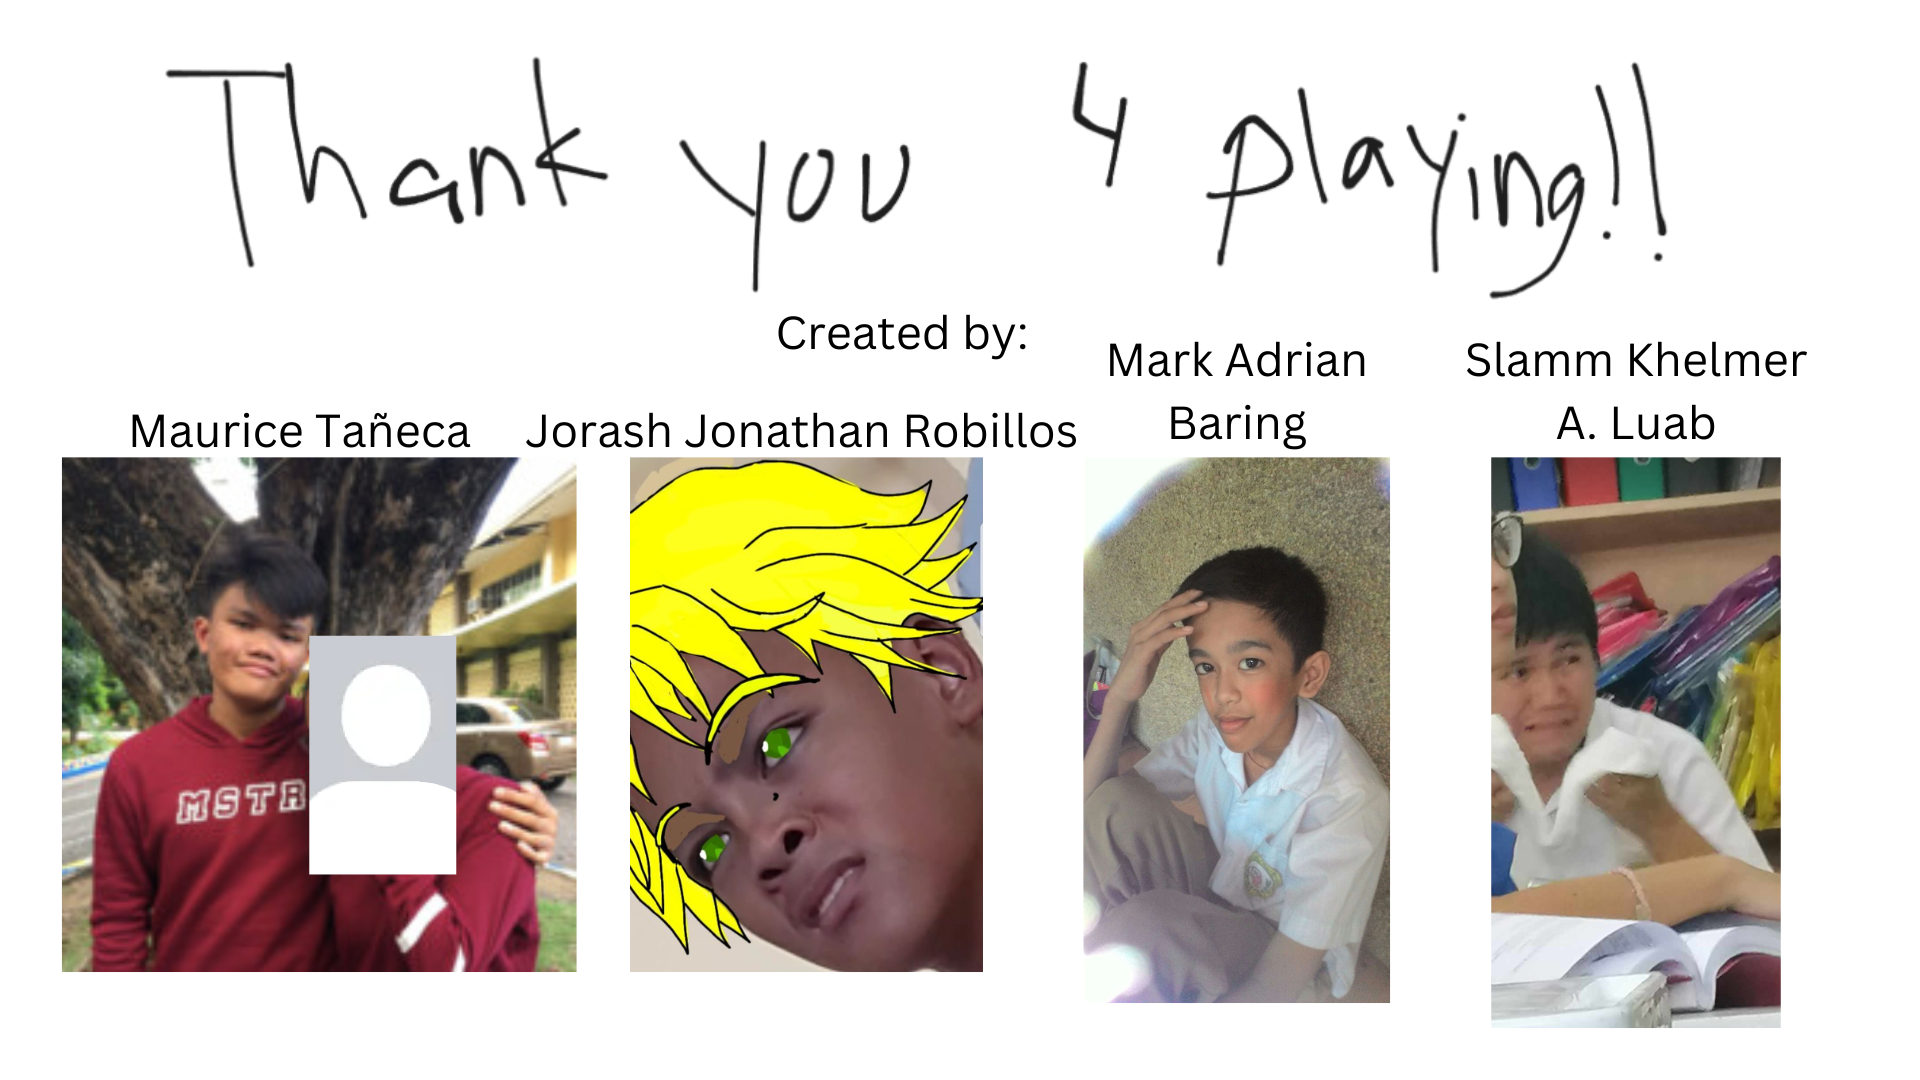 Thank you 4 playing!!
Created by:
Maurice Tañeca
Jorash Jonathan Robillos
Mark Adrian
Baring
Slamm Khelmer
A. Luab
MSTR